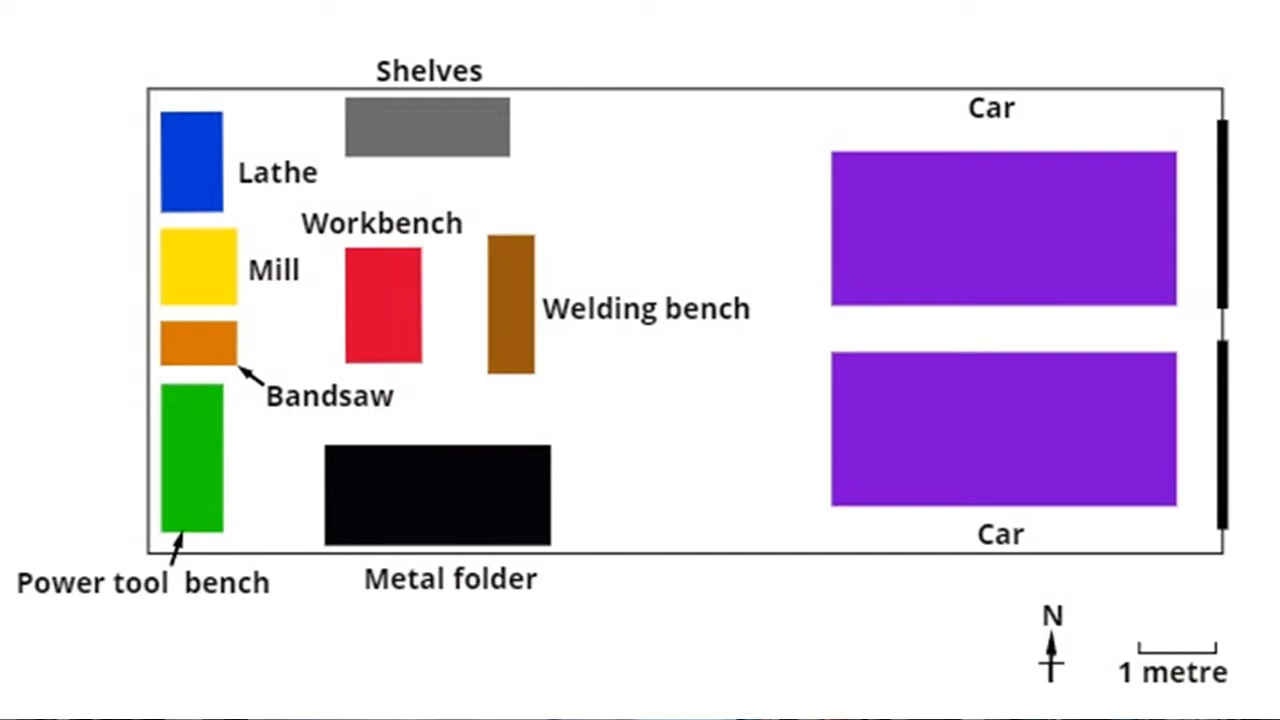 Shelves
Car
Lathe
Workbench
Mill
Welding bench
Bandsaw
Car
Power tool bench
Metal folder
N
1 metre